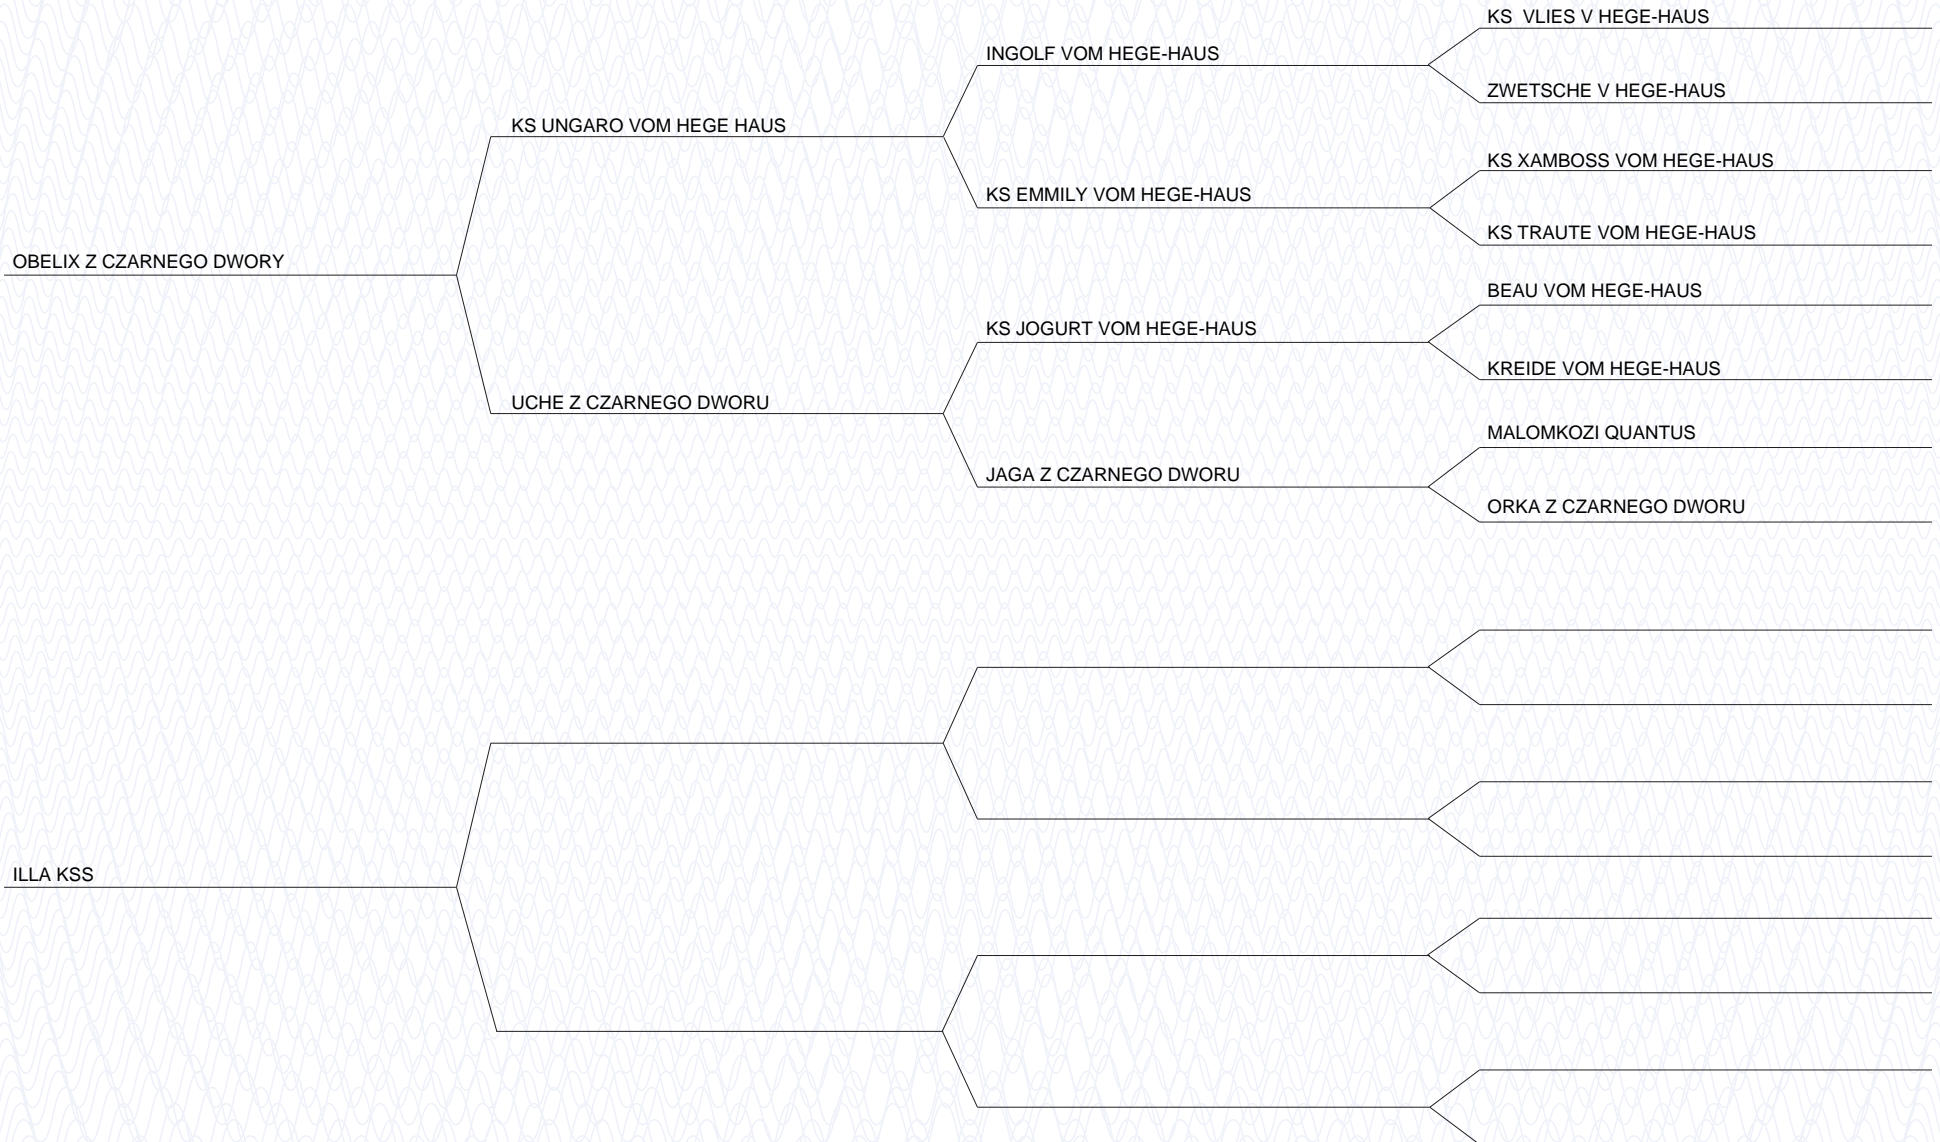 KS  VLIES V HEGE-HAUS
INGOLF VOM HEGE-HAUS
ZWETSCHE V HEGE-HAUS
KS UNGARO VOM HEGE HAUS
KS XAMBOSS VOM HEGE-HAUS
KS EMMILY VOM HEGE-HAUS
KS TRAUTE VOM HEGE-HAUS
OBELIX Z CZARNEGO DWORY
BEAU VOM HEGE-HAUS
KS JOGURT VOM HEGE-HAUS
KREIDE VOM HEGE-HAUS
UCHE Z CZARNEGO DWORU
MALOMKOZI QUANTUS
JAGA Z CZARNEGO DWORU
ORKA Z CZARNEGO DWORU
ILLA KSS